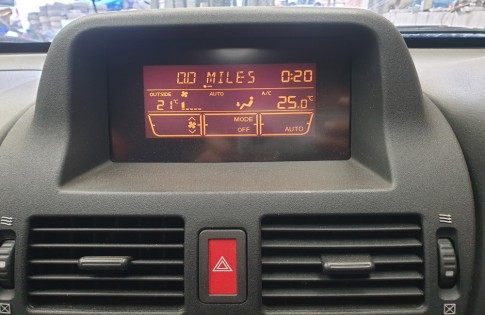 0.0 MILES 0:20
OUTSIDE AUTO A/C
21°C 25.0°C
MODE
OFF AUTO